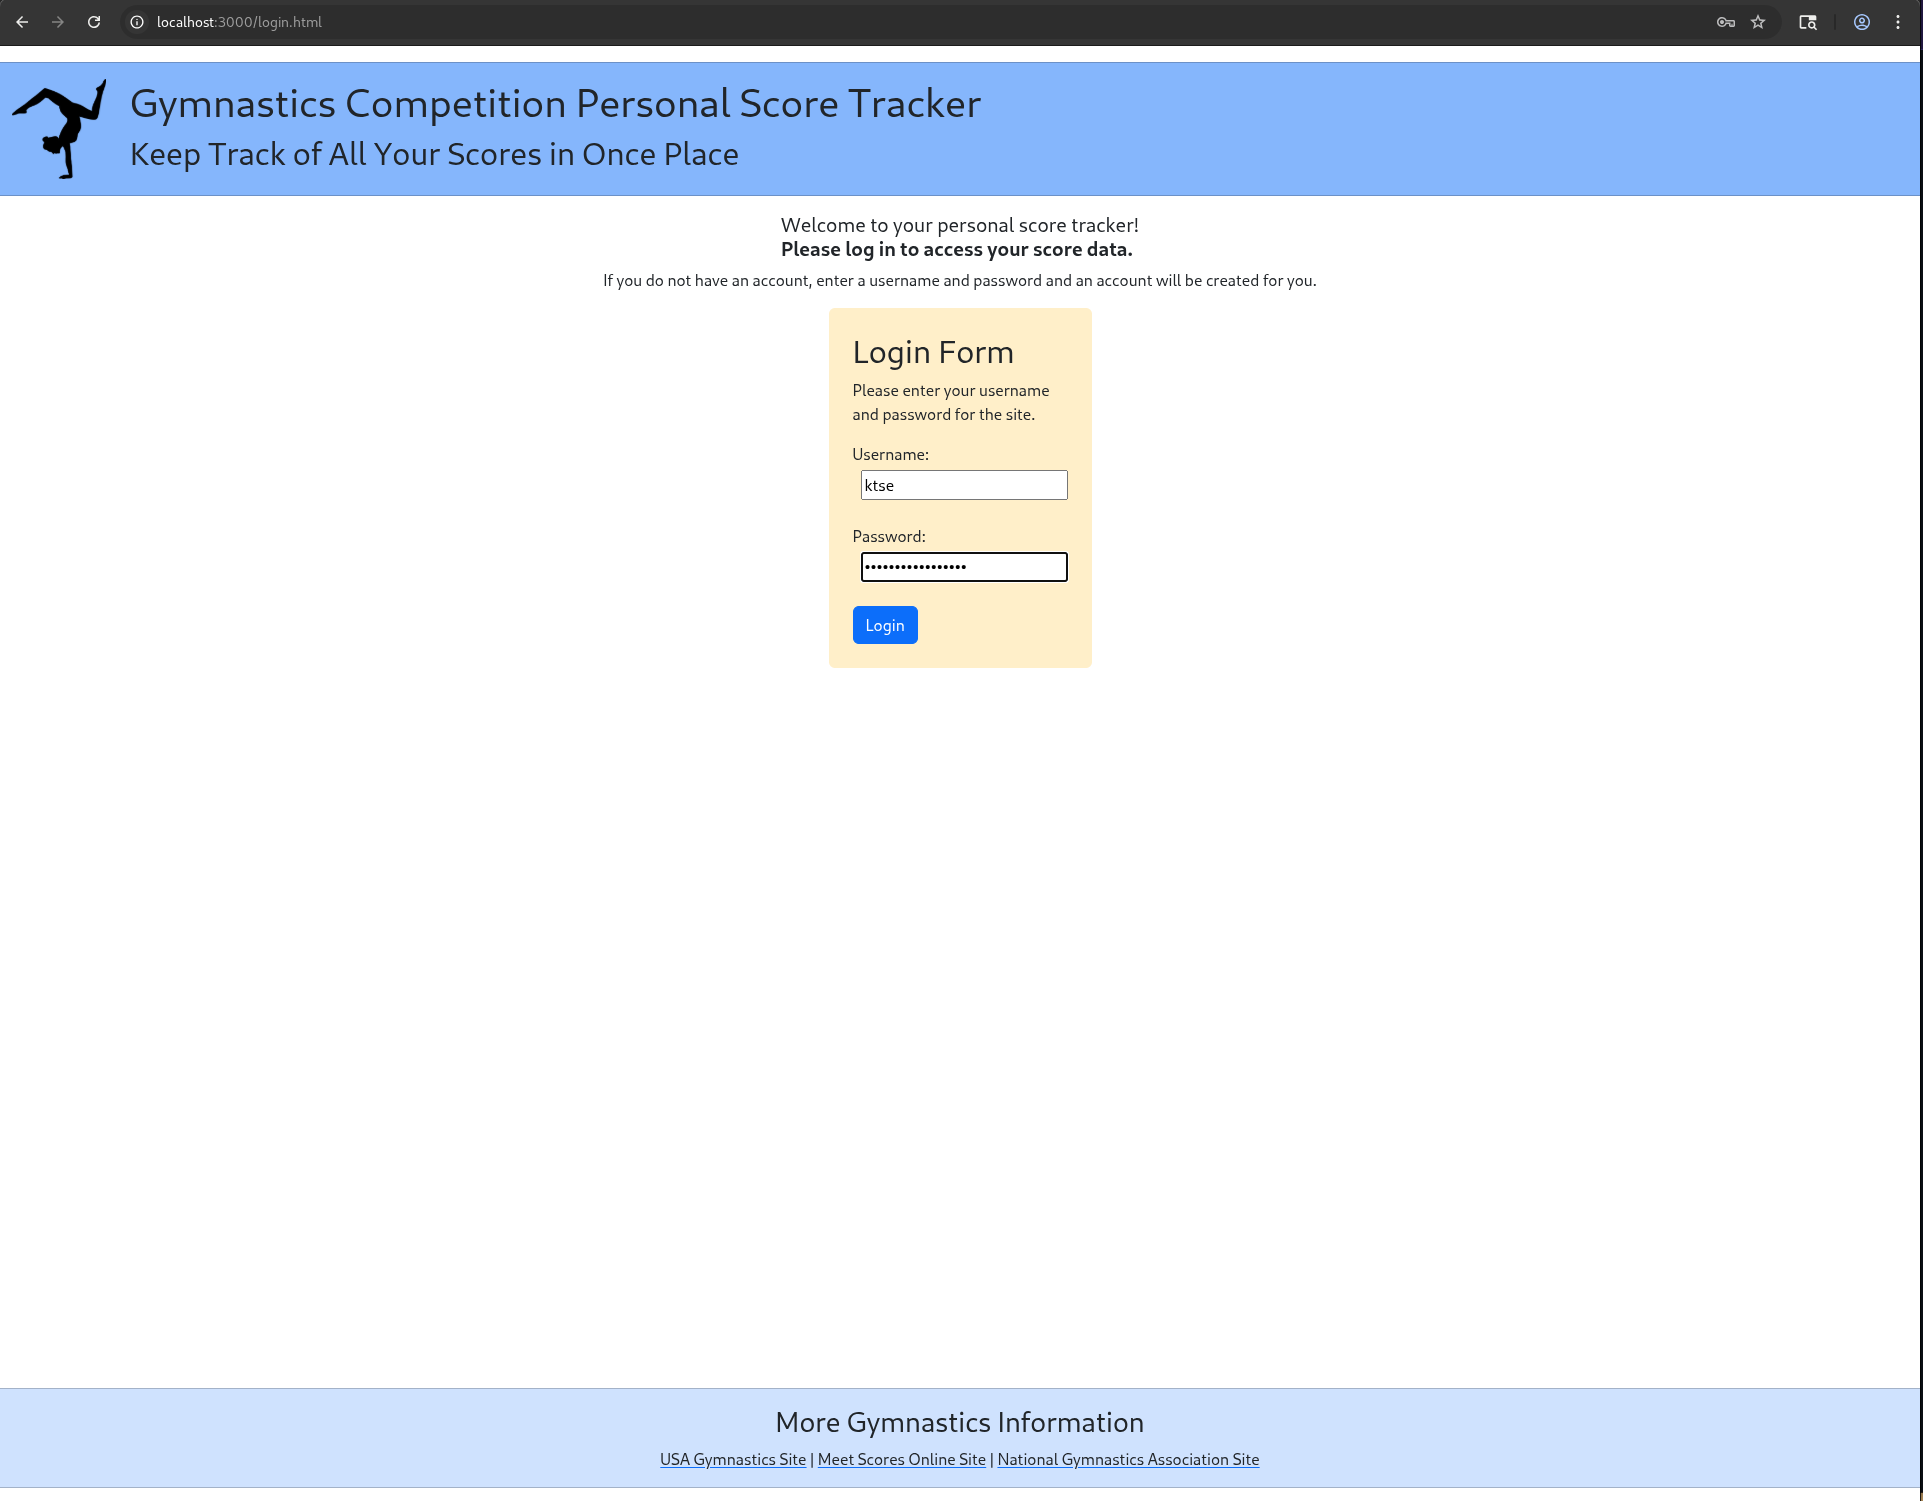 localhost:3000/login.html
Gymnastics Competition Personal Score Tracker
Keep Track of All Your Scores in Once Place
Welcome to your personal score tracker!
Please log in to access your score data.
If you do not have an account, enter a username and password and an account will be created for you.
Login Form
Please enter your username
and password for the site.
Username:
ktse
Password:
•••••••••••••••••
Login
More Gymnastics Information
USA Gymnastics Site | Meet Scores Online Site | National Gymnastics Association Site